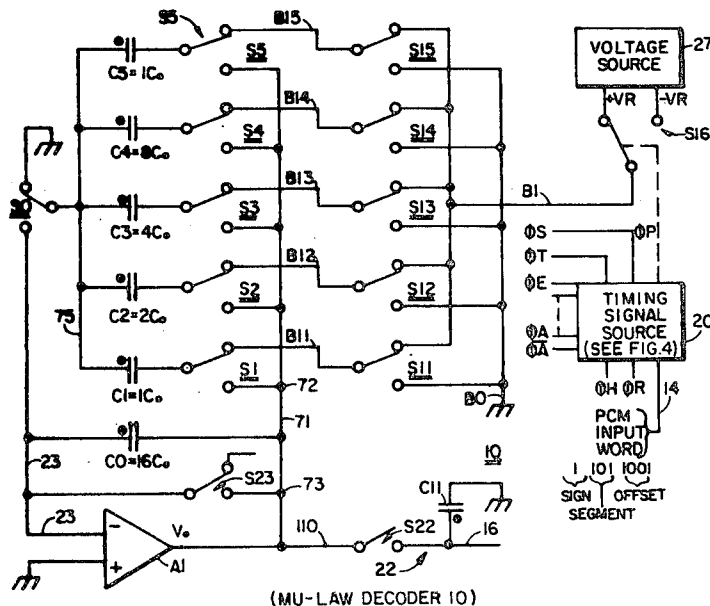 S5
B15
S5
S15
C5=1C₀
VOLTAGE SOURCE
27
+VR
-VR
S16
B14
S4
S14
C4=8C₀
B13
S3
S13
C3=4C₀
B1
B12
S2
S12
C2=2C₀
75
B11
S1
S11
C1=1C₀
72
71
B0
ΦS
ΦP
ΦT
ΦE
TIMING
SIGNAL
SOURCE
(SEE FIG.4)
20
ΦA
Φ̅A̅
ΦH
ΦR
14
PCM
INPUT
WORD
1 101 1001
SIGN OFFSET
SEGMENT
C0=16C₀
23
S23
73
10
C11
23
-
+
V₀
A1
110
S22
22
16
(MU-LAW DECODER 10)